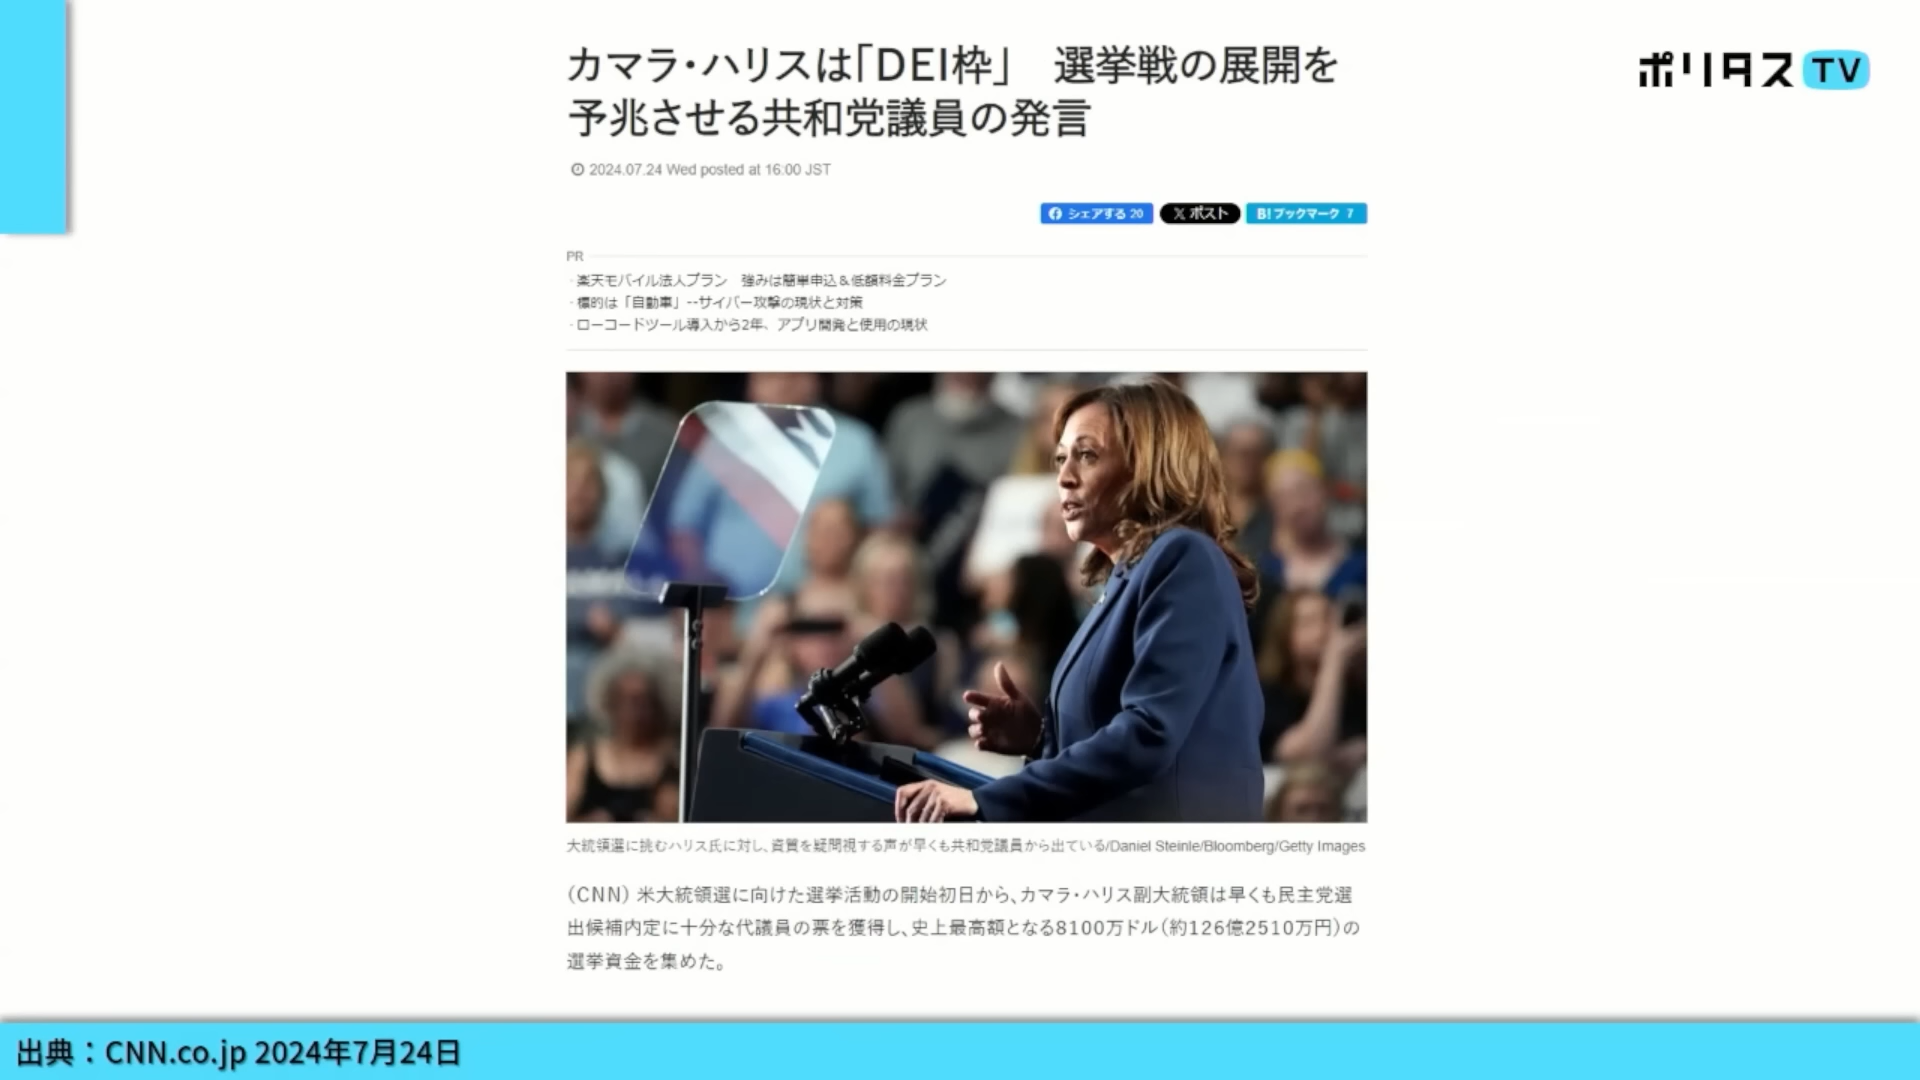 カマラ・ハリスは「DEI枠」　選挙戦の展開を
予兆させる共和党議員の発言
ポリタスTV
2024.07.24 Wed posted at 16:00 JST
シェアする 20 ポスト B!ブックマーク 7
PR
・楽天モバイル法人プラン　強みは簡単申込＆低額料金プラン
・標的は「自動車」--サイバー攻撃の現状と対策
・ローコードツール導入から2年、アプリ開発と使用の現状
大統領選に挑むハリス氏に対し、資質を疑問視する声が早くも共和党議員から出ている/Daniel Steinle/Bloomberg/Getty Images
（CNN） 米大統領選に向けた選挙活動の開始初日から、カマラ・ハリス副大統領は早くも民主党選
出候補内定に十分な代議員の票を獲得し、史上最高額となる8100万ドル（約126億2510万円）の
選挙資金を集めた。
出典：CNN.co.jp 2024年7月24日